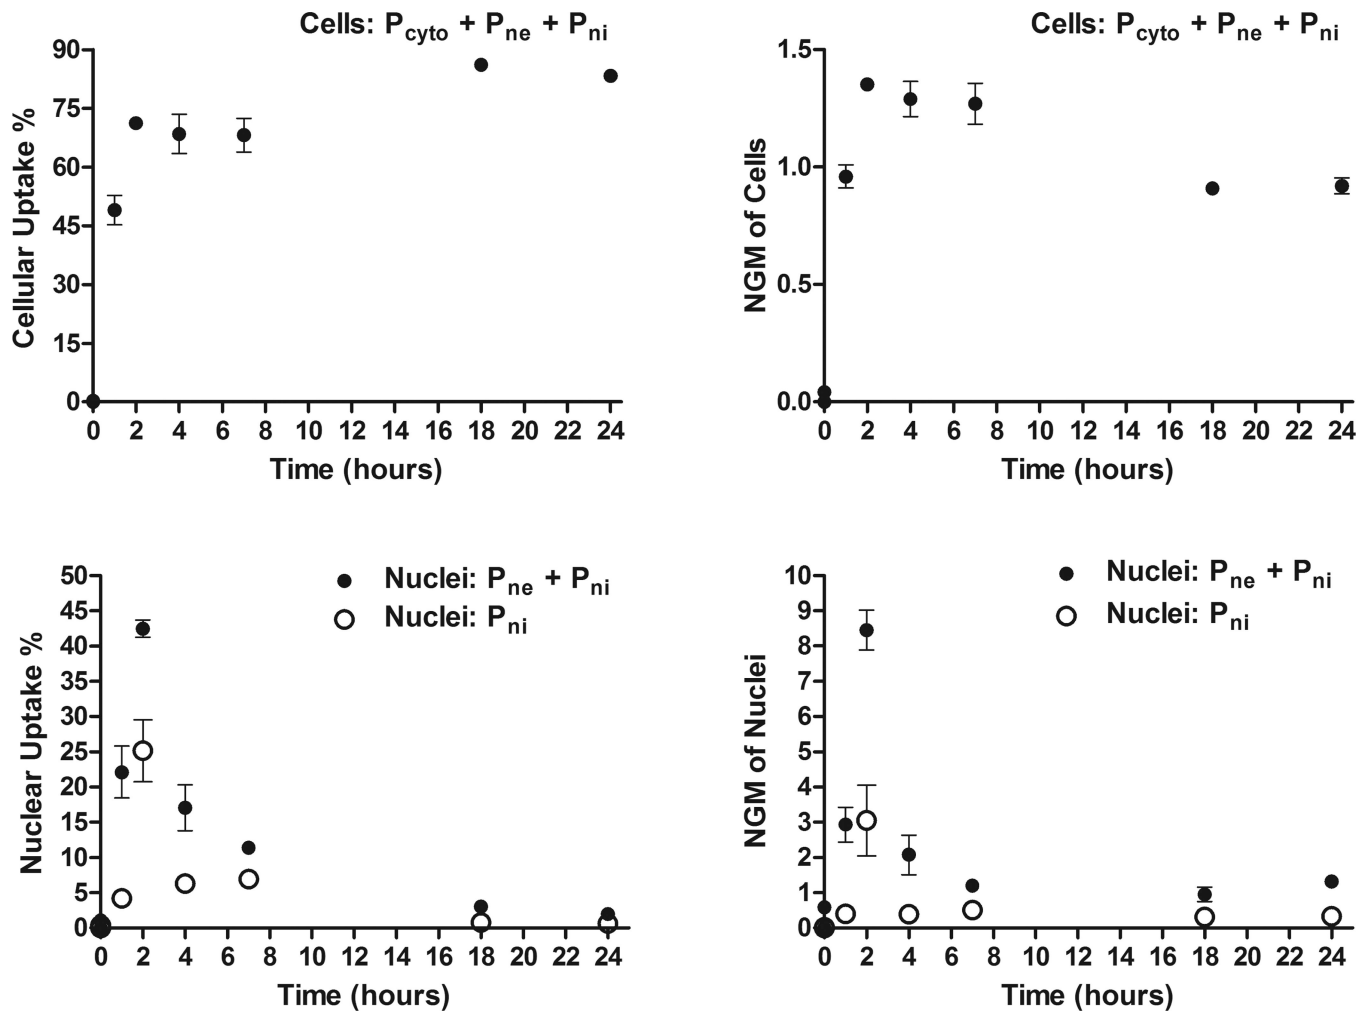 Cells: Pcyto + Pne + Pni
90
75
60
45
30
15
0
Cellular Uptake %
0 2 4 6 8 10 12 14 16 18 20 22 24
Time (hours)
Cells: Pcyto + Pne + Pni
1.5
1.0
0.5
0.0
NGM of Cells
0 2 4 6 8 10 12 14 16 18 20 22 24
Time (hours)
Nuclei: Pne + Pni
Nuclei: Pni
50
45
40
35
30
25
20
15
10
5
0
Nuclear Uptake %
0 2 4 6 8 10 12 14 16 18 20 22 24
Time (hours)
Nuclei: Pne + Pni
Nuclei: Pni
10
9
8
7
6
5
4
3
2
1
0
NGM of Nuclei
0 2 4 6 8 10 12 14 16 18 20 22 24
Time (hours)